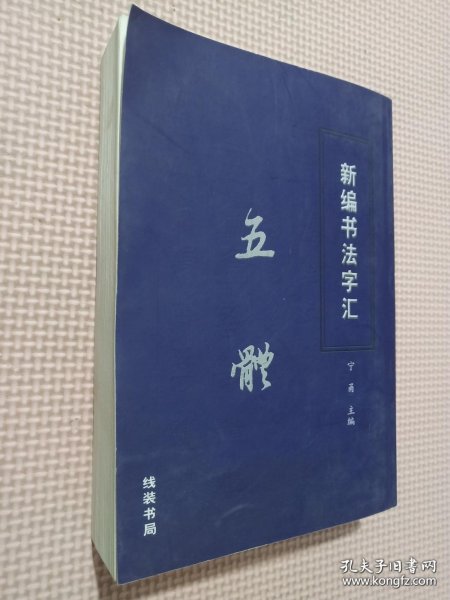 新编书法字汇
宁雨 主编
五體
线装书局
孔夫子旧书网
www.kongfz.com